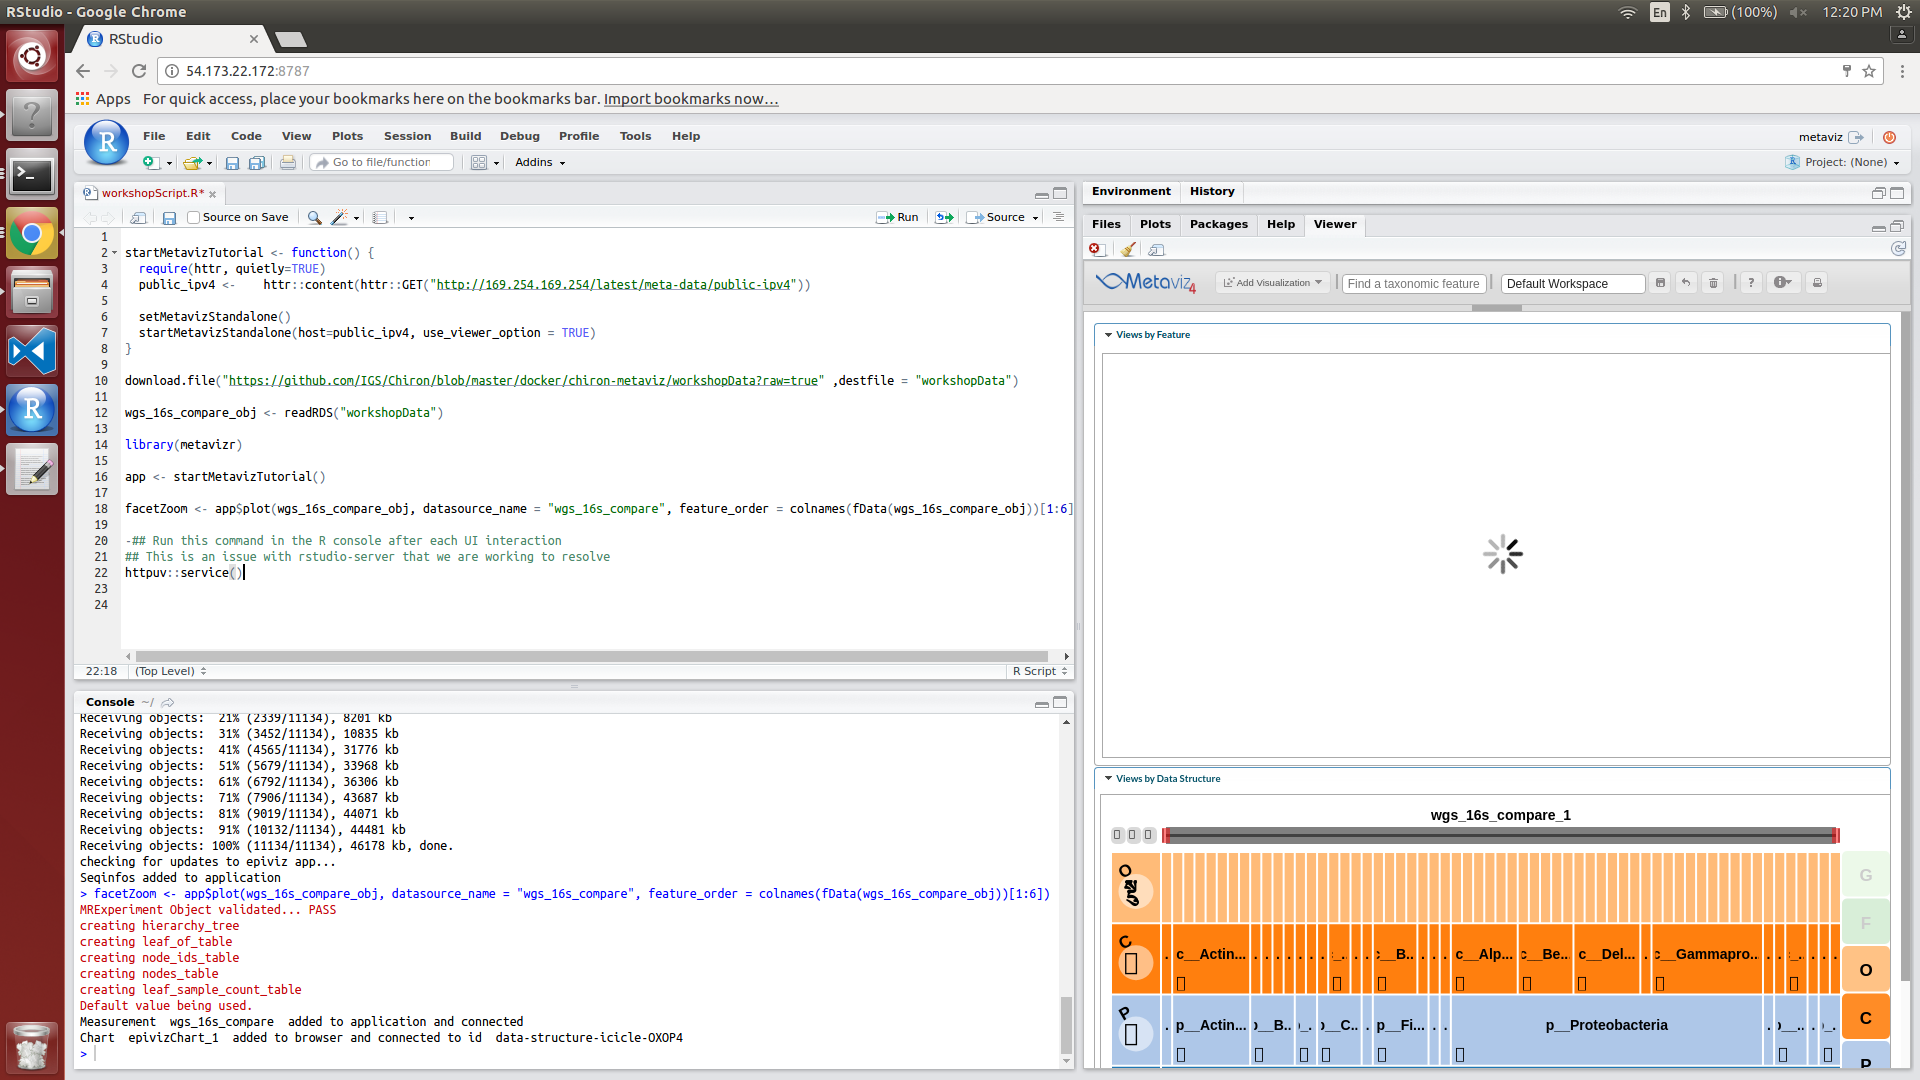 RStudio - Google Chrome
En
(100%)
12:20 PM
RStudio
54.173.22.172:8787
Apps
For quick access, place your bookmarks here on the bookmarks bar. Import bookmarks now...
R
File Edit Code View Plots Session Build Debug Profile Tools Help
metaviz
Go to file/function
Addins
Project: (None)
workshopScript.R*
Source on Save
Run
Source
1
2 startMetavizTutorial <- function() {
3 require(httr, quietly=TRUE)
4 public_ipv4 <-    httr::content(httr::GET("http://169.254.169.254/latest/meta-data/public-ipv4"))
5
6 setMetavizStandalone()
7 startMetavizStandalone(host=public_ipv4, use_viewer_option = TRUE)
8 }
9
10 download.file("https://github.com/IGS/Chiron/blob/master/docker/chiron-metaviz/workshopData?raw=true" ,destfile = "workshopData")
11
12 wgs_16s_compare_obj <- readRDS("workshopData")
13
14 library(metavizr)
15
16 app <- startMetavizTutorial()
17
18 facetZoom <- app$plot(wgs_16s_compare_obj, datasource_name = "wgs_16s_compare", feature_order = colnames(fData(wgs_16s_compare_obj))[1:6]
19
20 -## Run this command in the R console after each UI interaction
21 ## This is an issue with rstudio-server that we are working to resolve
22 httpuv::service()
23
24
22:18
(Top Level)
R Script
Console ~/
Receiving objects:  21% (2339/11134), 8201 kb
Receiving objects:  31% (3452/11134), 10835 kb
Receiving objects:  41% (4565/11134), 31776 kb
Receiving objects:  51% (5679/11134), 33968 kb
Receiving objects:  61% (6792/11134), 36306 kb
Receiving objects:  71% (7906/11134), 43687 kb
Receiving objects:  81% (9019/11134), 44071 kb
Receiving objects:  91% (10132/11134), 44481 kb
Receiving objects: 100% (11134/11134), 46178 kb, done.
checking for updates to epiviz app...
Seqinfos added to application
> facetZoom <- app$plot(wgs_16s_compare_obj, datasource_name = "wgs_16s_compare", feature_order = colnames(fData(wgs_16s_compare_obj))[1:6])
MRExperiment Object validated... PASS
creating hierarchy_tree
creating leaf_of_table
creating node_ids_table
creating nodes_table
creating leaf_sample_count_table
Default value being used.
Measurement  wgs_16s_compare  added to application and connected
Chart  epivizChart_1  added to browser and connected to id  data-structure-icicle-OXOP4
>
Environment History
Files Plots Packages Help Viewer
Metaviz 4
Add Visualization
Find a taxonomic feature
Default Workspace
?
Views by Feature
Views by Data Structure
wgs_16s_compare_1
O
G
F
C
c__Actin... :_.. :__B.. c__Alp... c__Be... c__Del... c__Gammapro..
O
C
P
p__Actin... p__B.. p__C.. p__Fi... p__Proteobacteria
P